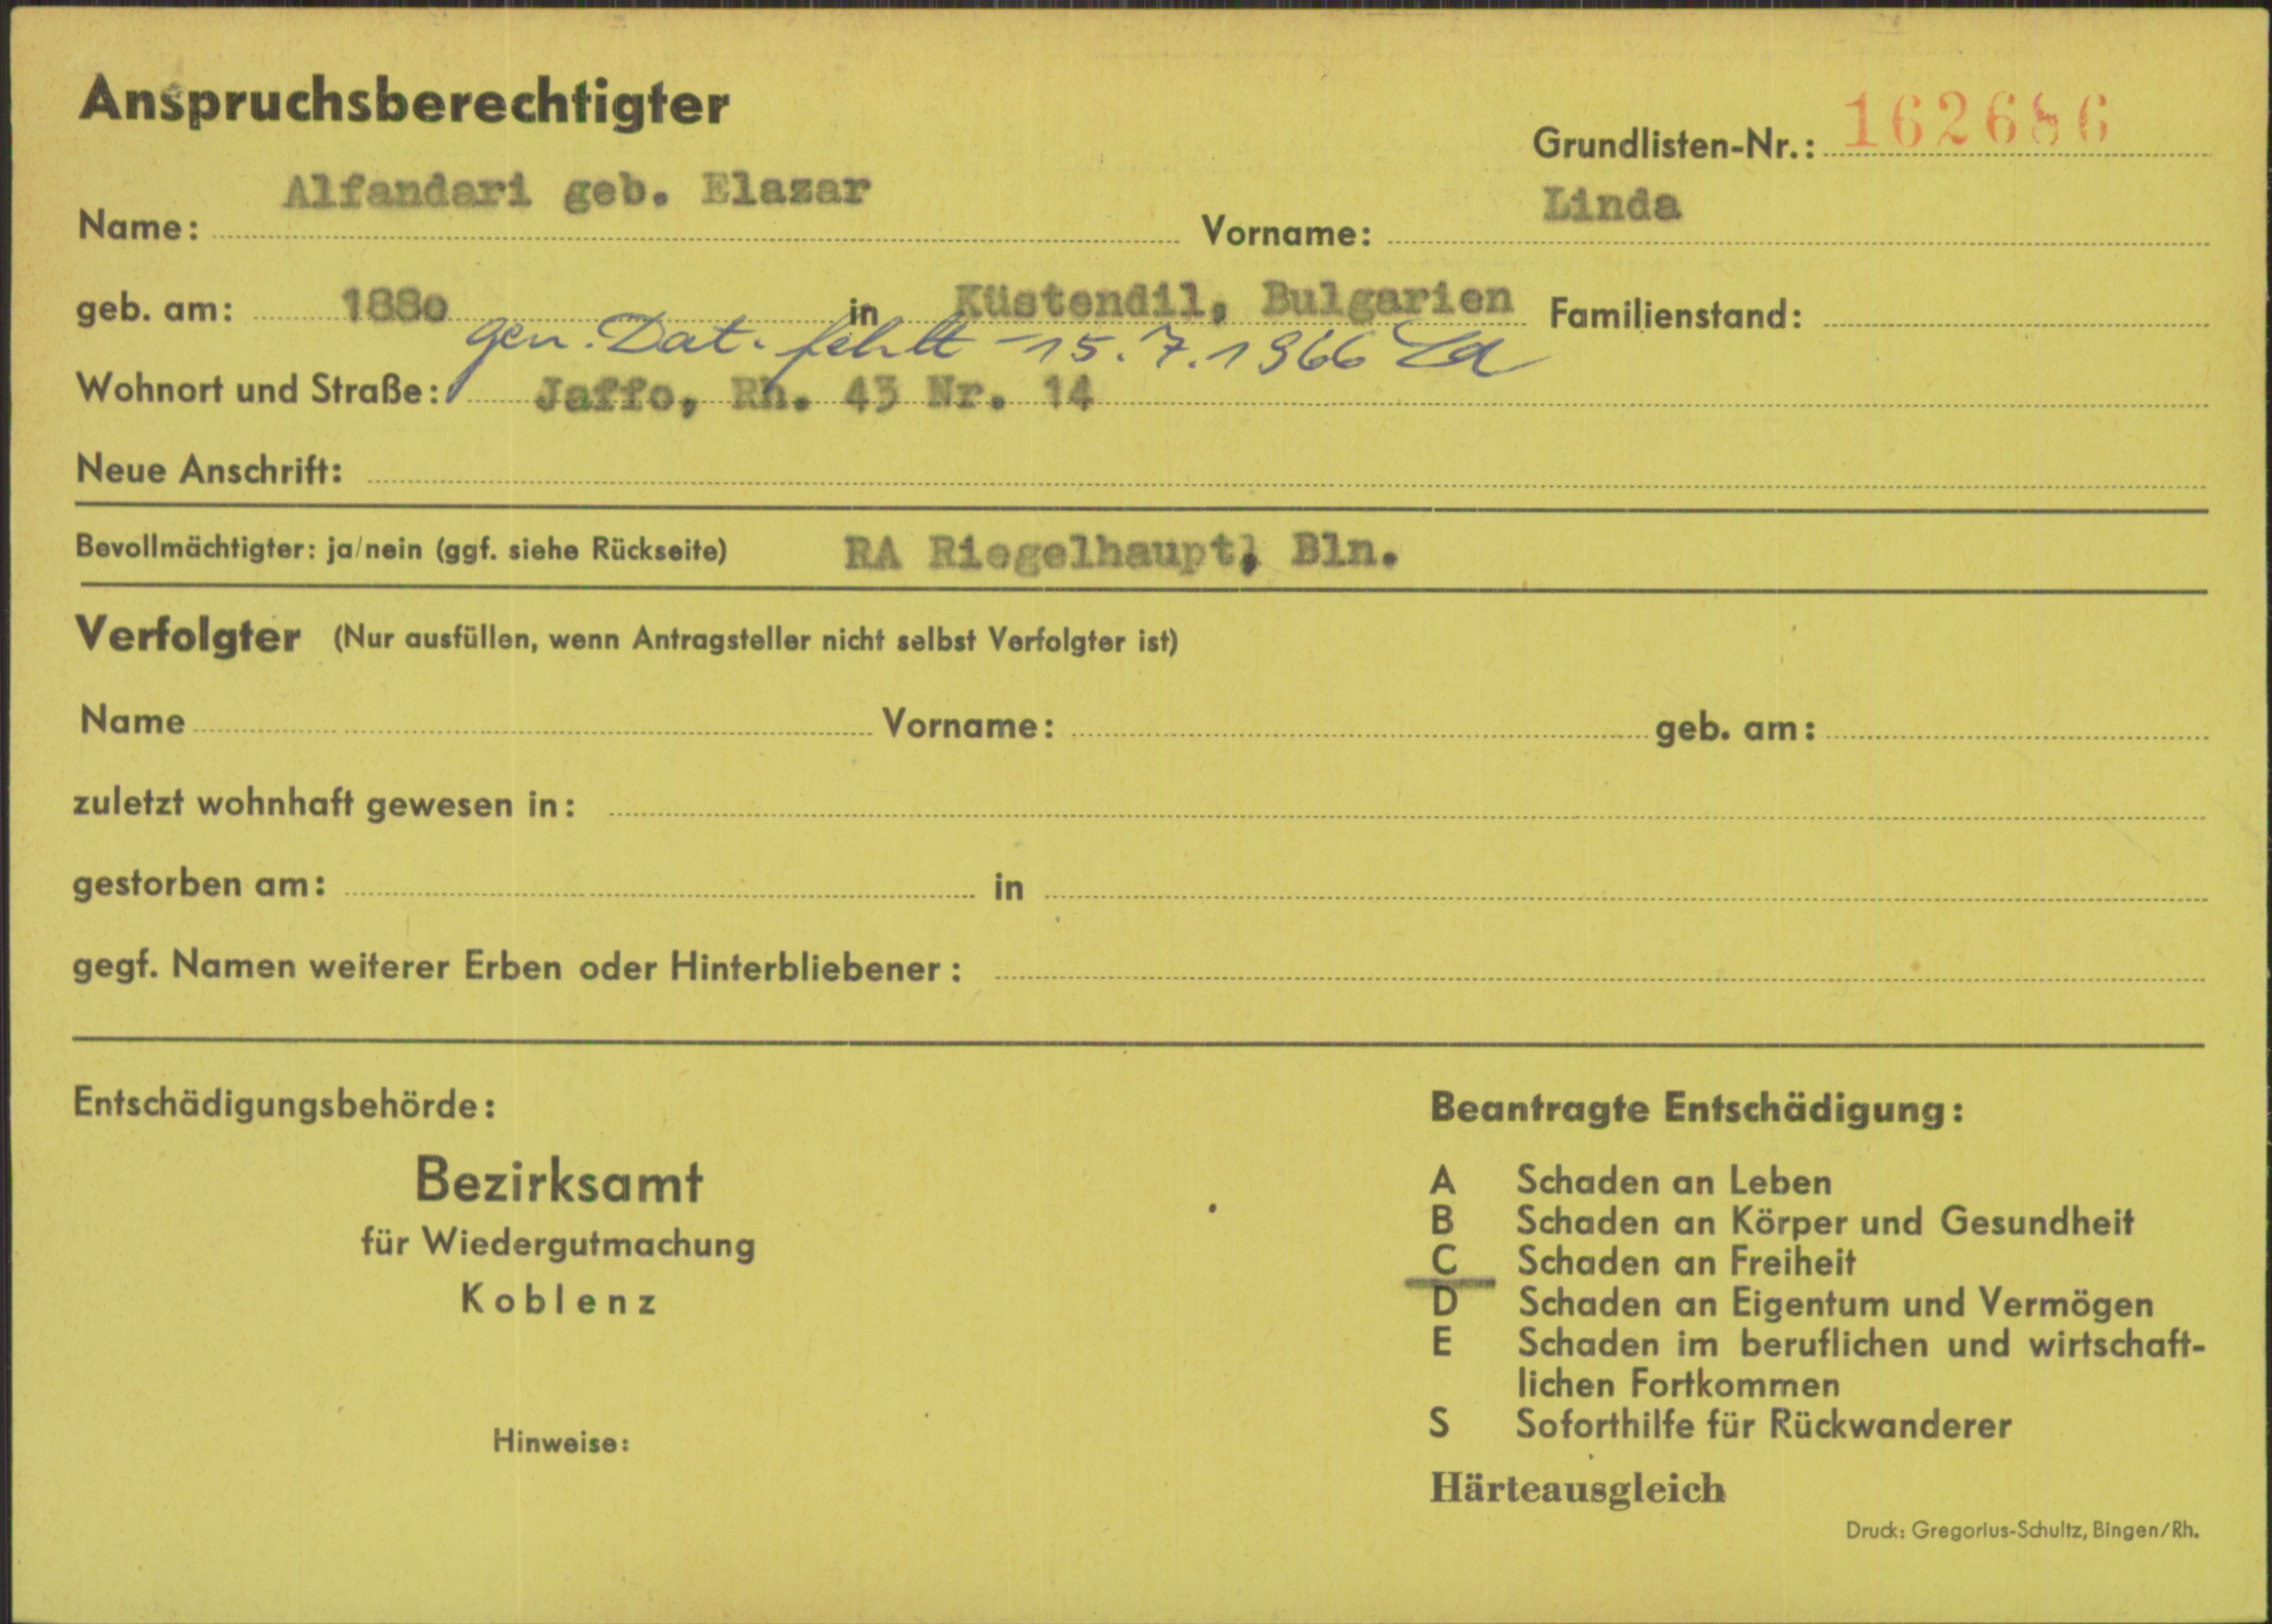 Anspruchsberechtigter
Grundlisten-Nr.: 162686
Name: Alfandari geb. Elazar Vorname: Linda
geb. am: 1880 in Küstendil, Bulgarien Familienstand:
gen. Dat. fehlt 15.7.1966
Wohnort und Straße: Jaffo, Rh. 43 Nr. 14
Neue Anschrift:
Bevollmächtigter: ja/nein (ggf. siehe Rückseite) RA Riegelhaupt, Bln.
Verfolgter (Nur ausfüllen, wenn Antragsteller nicht selbst Verfolgter ist)
Name Vorname: geb. am:
zuletzt wohnhaft gewesen in:
gestorben am: in
gegf. Namen weiterer Erben oder Hinterbliebener:
Entschädigungsbehörde:
Bezirksamt
für Wiedergutmachung
Koblenz
Hinweise:
Beantragte Entschädigung:
A Schaden an Leben
B Schaden an Körper und Gesundheit
C Schaden an Freiheit
D Schaden an Eigentum und Vermögen
E Schaden im beruflichen und wirtschaft-
lichen Fortkommen
S Soforthilfe für Rückwanderer
Härteausgleich
Druck: Gregorius-Schultz, Bingen/Rh.